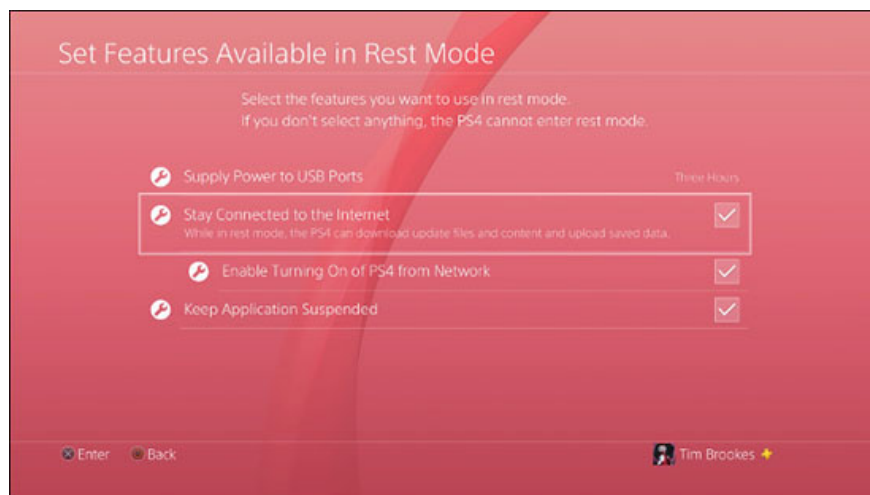 Set Features Available in Rest Mode
Select the features you want to use in rest mode.
If you don't select anything, the PS4 cannot enter rest mode.
Supply Power to USB Ports Three Hours
Stay Connected to the Internet
While in rest mode, the PS4 can download update files and content and upload saved data.
Enable Turning On of PS4 from Network
Keep Application Suspended
Enter Back Tim Brookes